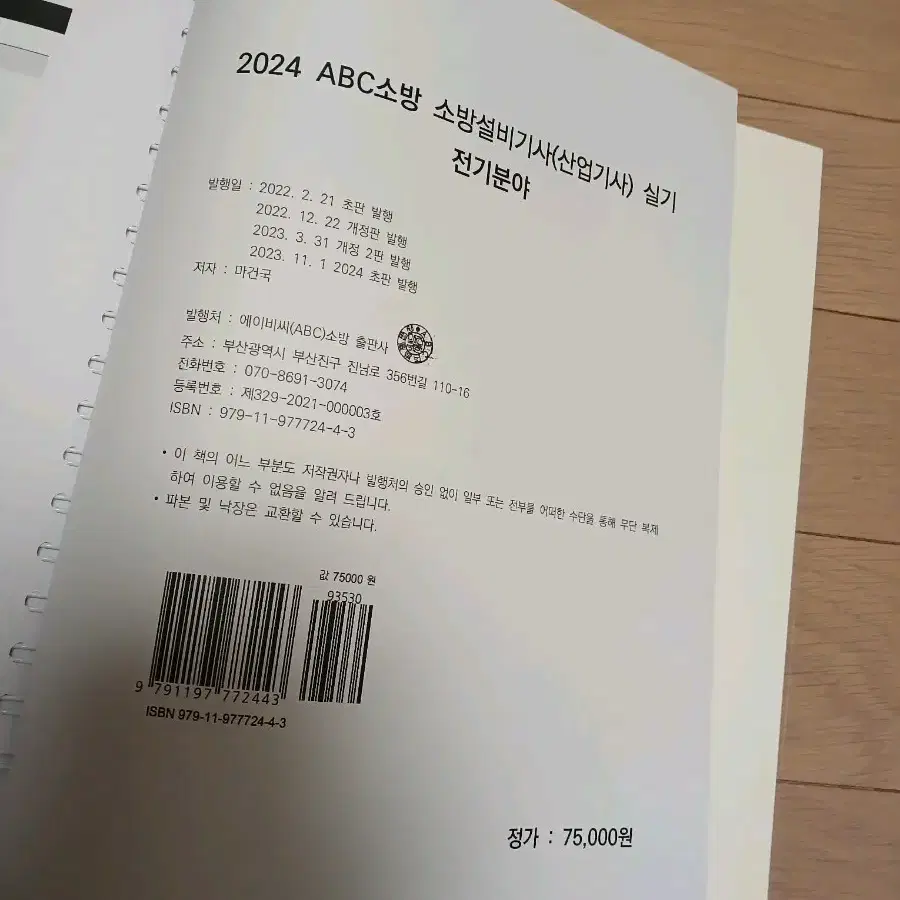 2024 ABC소방 소방설비기사(산업기사) 실기
전기분야
발행일 : 2022. 2. 21 초판 발행
2022. 12. 22 개정판 발행
2023. 3. 31 개정 2판 발행
2023. 11. 1 2024 초판 발행
저자 : 마건국
발행처 : 에이비씨(ABC)소방 출판사
주소 : 부산광역시 부산진구 진남로 356번길 110-16
전화번호 : 070-8691-3074
등록번호 : 제329-2021-000003호
ISBN : 979-11-977724-4-3
• 이 책의 어느 부분도 저작권자나 발행처의 승인 없이 일부 또는 전부를 어떠한 수단을 통해 무단 복제
하여 이용할 수 없음을 알려 드립니다.
• 파본 및 낙장은 교환할 수 있습니다.
값 75000 원
93530
9 791197 772443
ISBN 979-11-977724-4-3
정가 : 75,000원